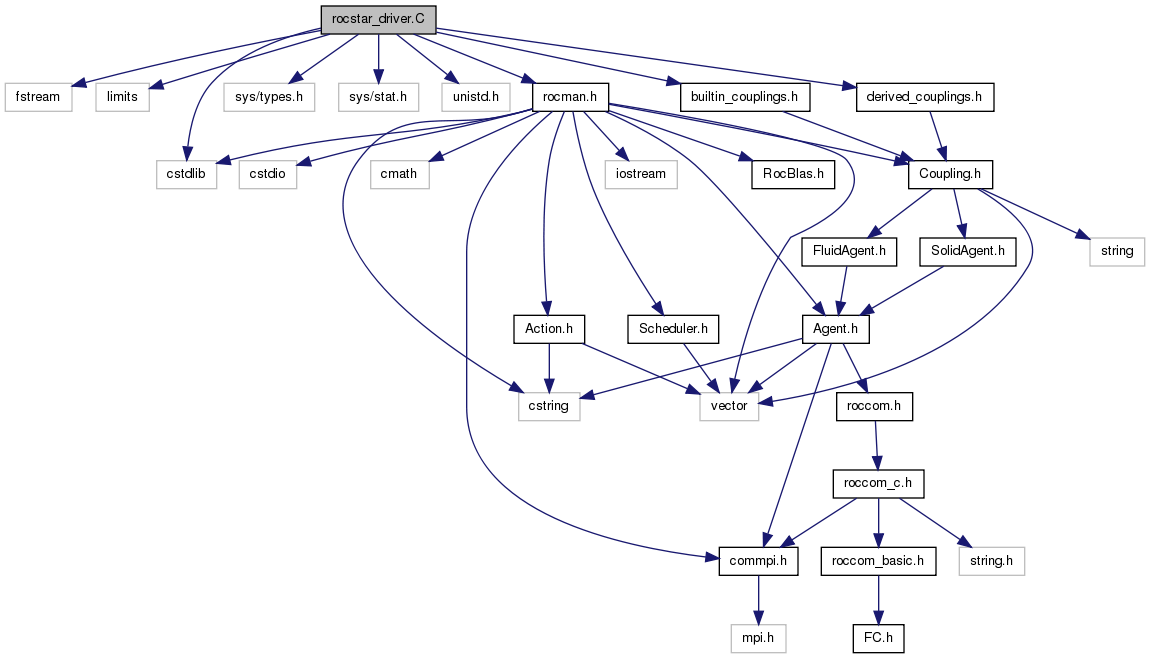 rocstar_driver.C
fstream
limits
sys/types.h
sys/stat.h
unistd.h
rocman.h
builtin_couplings.h
derived_couplings.h
cstdlib
cstdio
cmath
iostream
RocBlas.h
Coupling.h
FluidAgent.h
SolidAgent.h
string
Action.h
Scheduler.h
Agent.h
cstring
vector
roccom.h
roccom_c.h
commpi.h
roccom_basic.h
string.h
mpi.h
FC.h